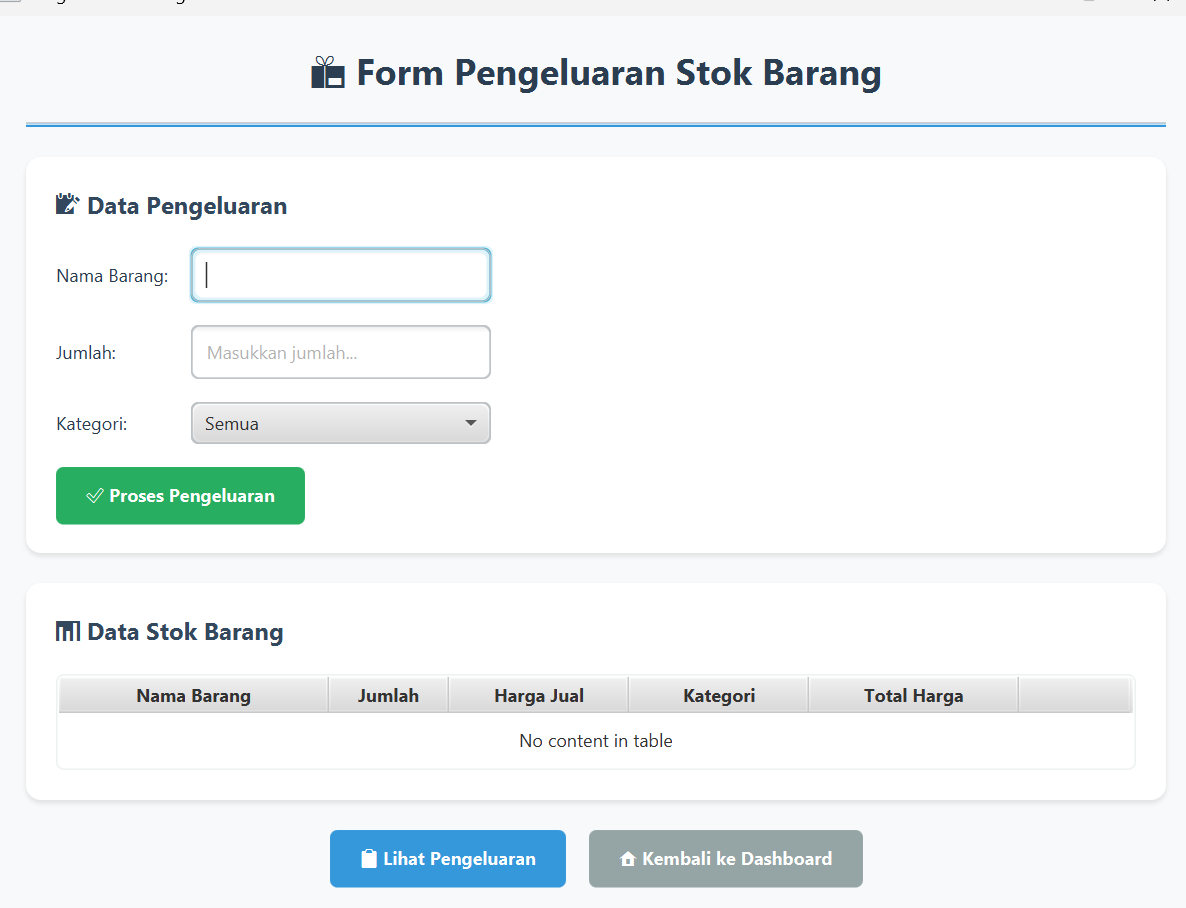 Form Pengeluaran Stok Barang
Data Pengeluaran
Nama Barang:
Jumlah: Masukkan jumlah...
Kategori: Semua
Proses Pengeluaran
Data Stok Barang
Nama Barang Jumlah Harga Jual Kategori Total Harga
No content in table
Lihat Pengeluaran Kembali ke Dashboard